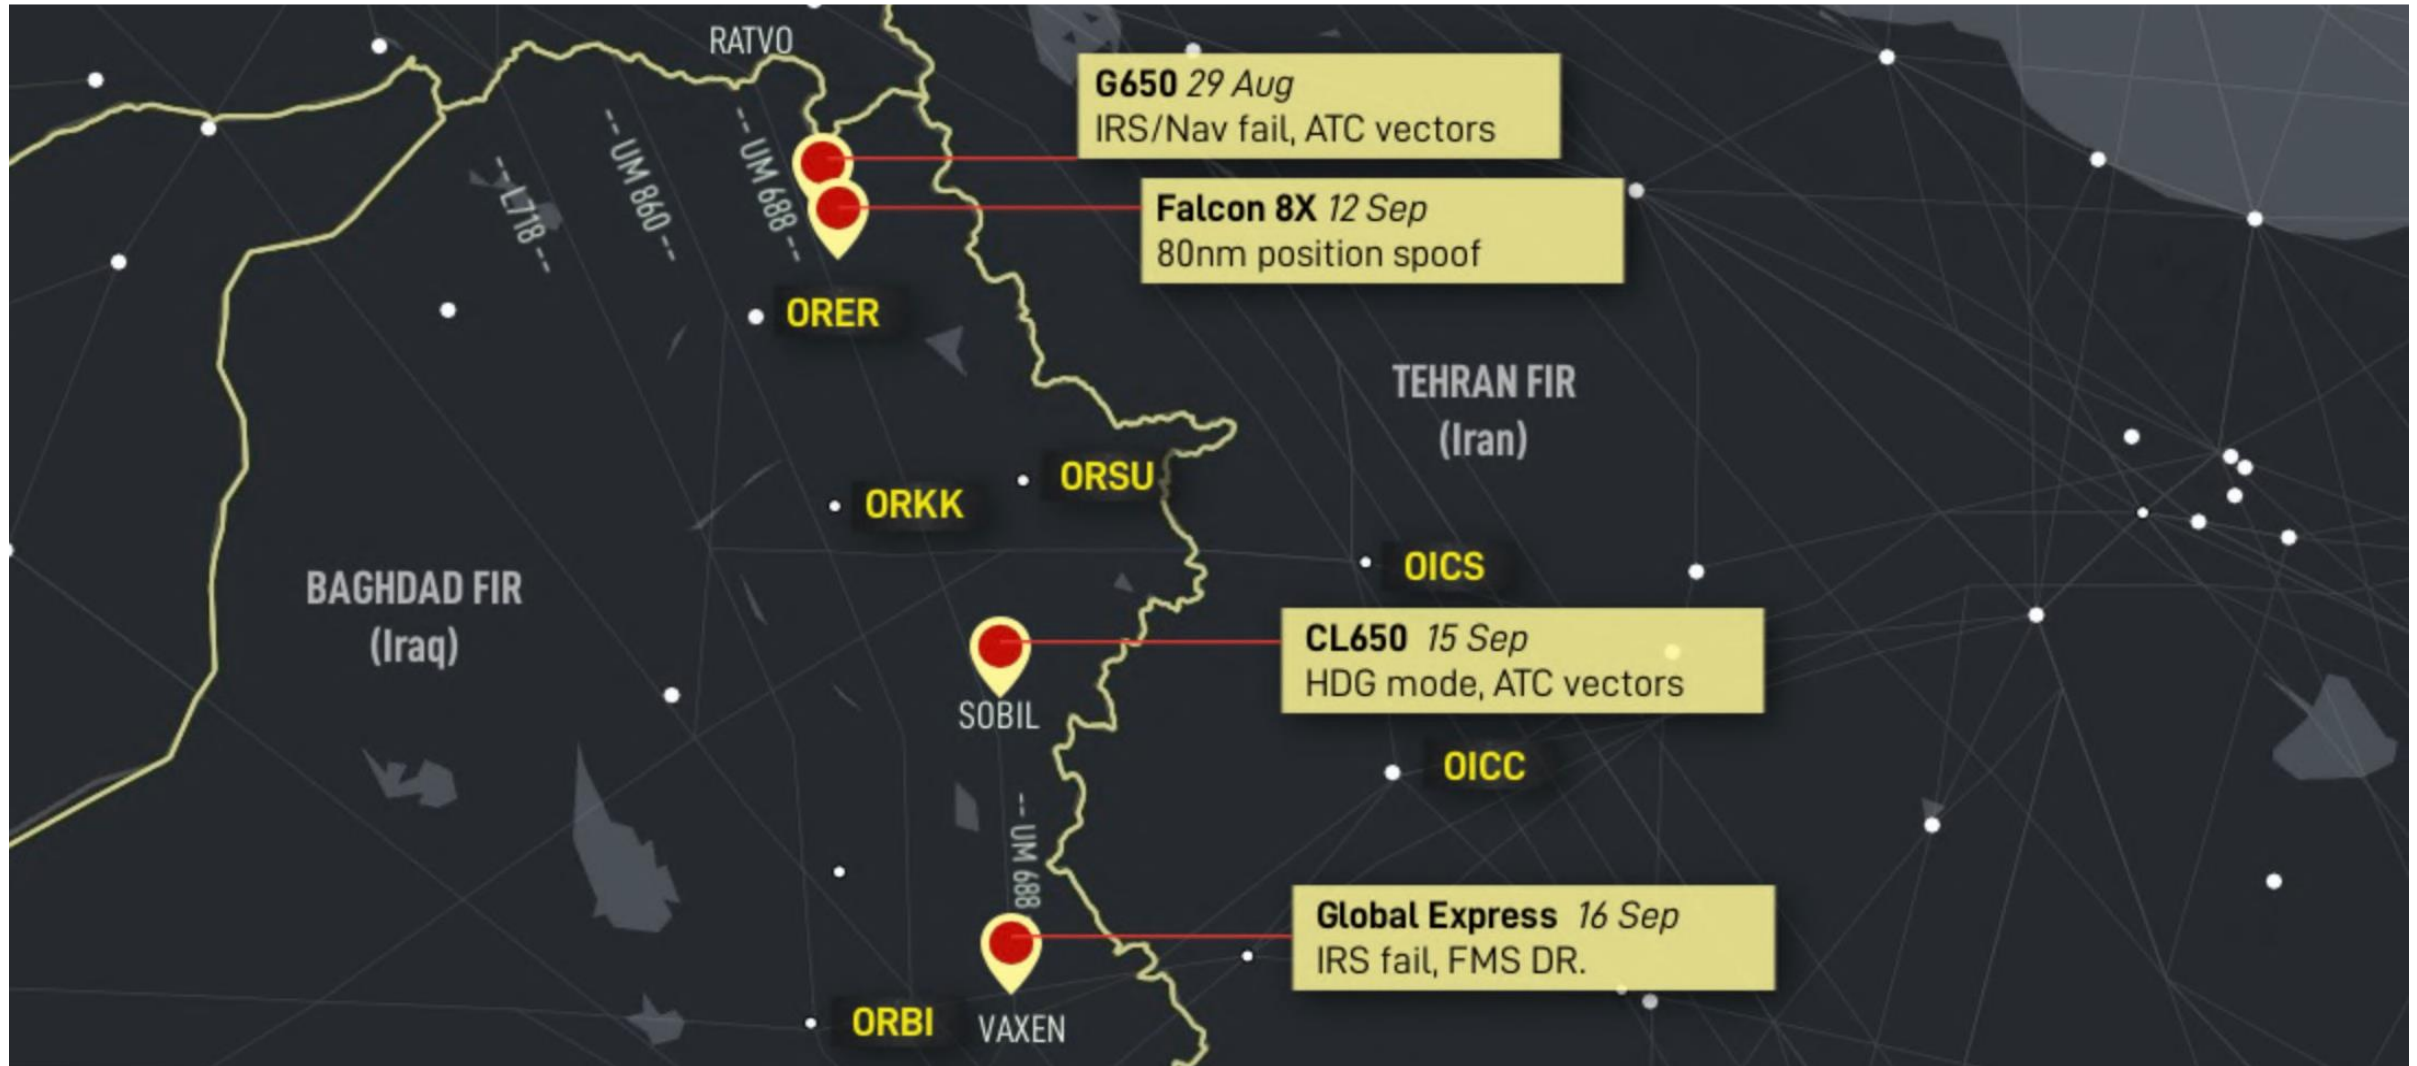 RATVO
G650 29 Aug
IRS/Nav fail, ATC vectors
Falcon 8X 12 Sep
80nm position spoof
--L718--
--UM 860--
--UM 688--
ORER
TEHRAN FIR
(Iran)
ORSU
ORKK
OICS
BAGHDAD FIR
(Iraq)
CL650 15 Sep
HDG mode, ATC vectors
SOBIL
OICC
-- UM 688
Global Express 16 Sep
IRS fail, FMS DR.
ORBI
VAXEN